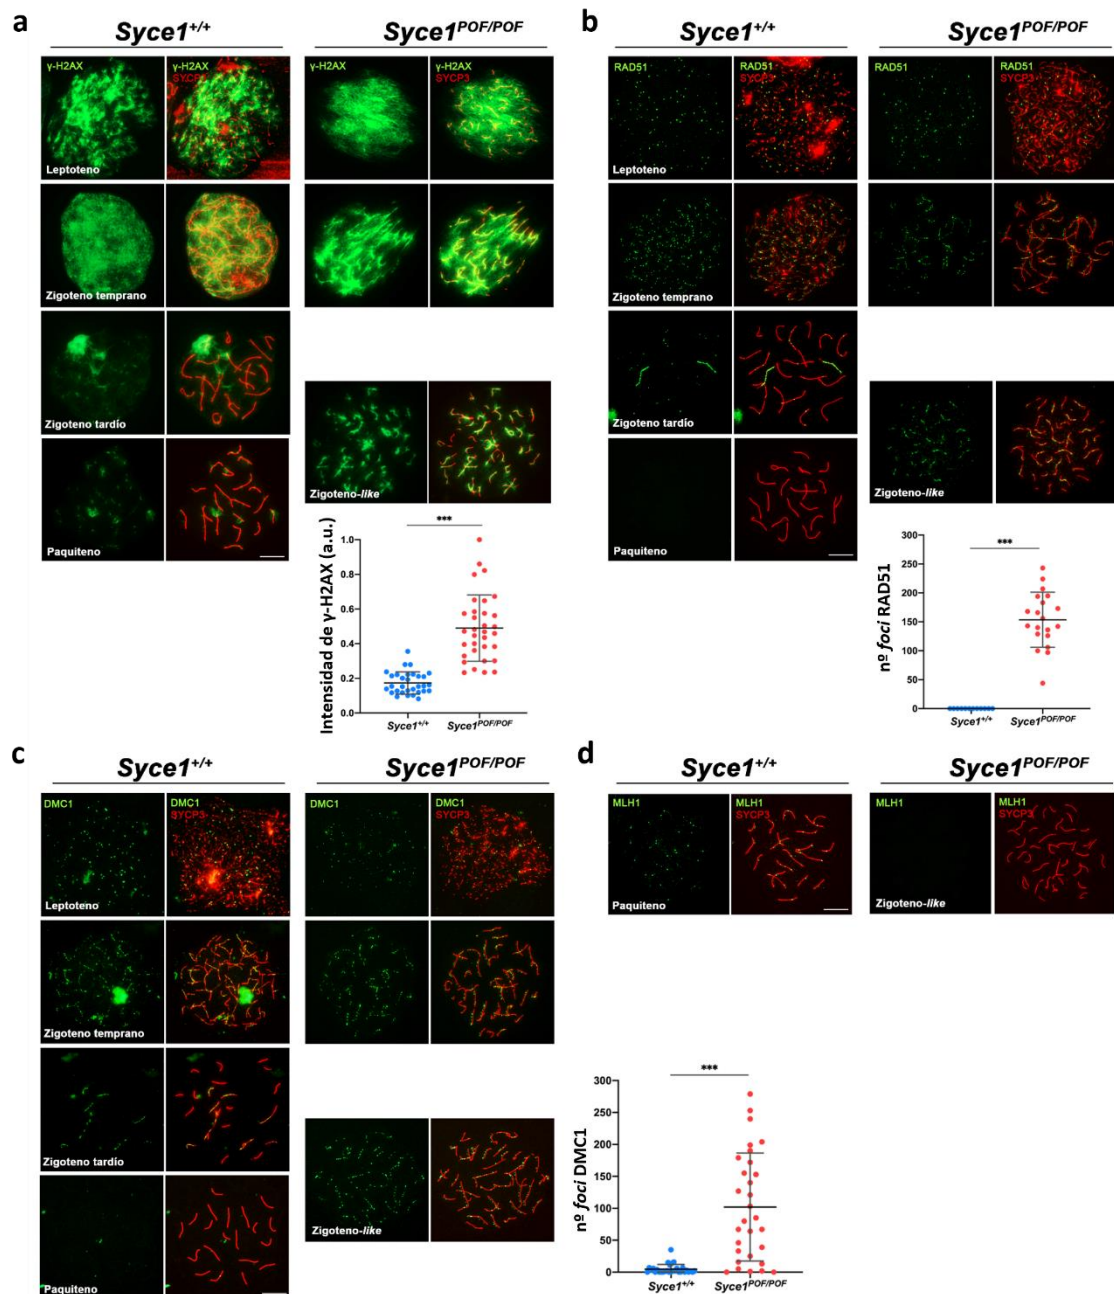 a
Syce1+/+
Syce1POF/POF
γ-H2AX
γ-H2AX
SYCP3
γ-H2AX
γ-H2AX
SYCP3
Leptoteno
Zigoteno temprano
Zigoteno tardío
Zigoteno-like
Paquiteno
Intensidad de γ-H2AX (a.u.)
***
1.0
0.8
0.6
0.4
0.2
0.0
Syce1+/+
Syce1POF/POF
b
Syce1+/+
Syce1POF/POF
RAD51
RAD51
SYCP3
RAD51
RAD51
SYCP3
Leptoteno
Zigoteno temprano
Zigoteno tardío
Zigoteno-like
Paquiteno
nº foci RAD51
***
300
250
200
150
100
50
0
Syce1+/+
Syce1POF/POF
c
Syce1+/+
Syce1POF/POF
DMC1
DMC1
SYCP3
DMC1
DMC1
SYCP3
Leptoteno
Zigoteno temprano
Zigoteno tardío
Zigoteno-like
Paquiteno
d
Syce1+/+
Syce1POF/POF
MLH1
MLH1
SYCP3
MLH1
MLH1
SYCP3
Paquiteno
Zigoteno-like
nº foci DMC1
***
300
250
200
150
100
50
0
Syce1+/+
Syce1POF/POF